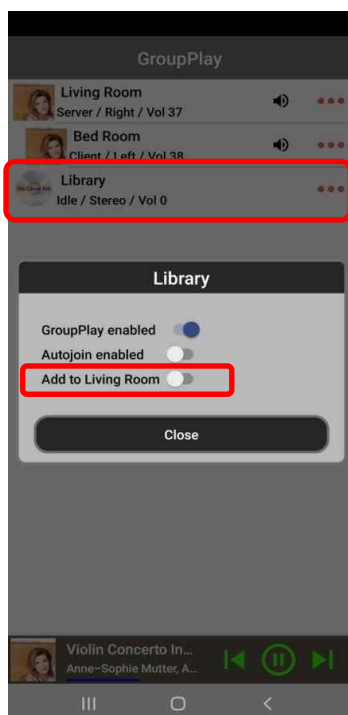 GroupPlay
Living Room
Server / Right / Vol 37
Bed Room
Client / Left / Vol 38
Library
Idle / Stereo / Vol 0
Library
GroupPlay enabled
Autojoin enabled
Add to Living Room
Close
Violin Concerto In...
Anne-Sophie Mutter, A...